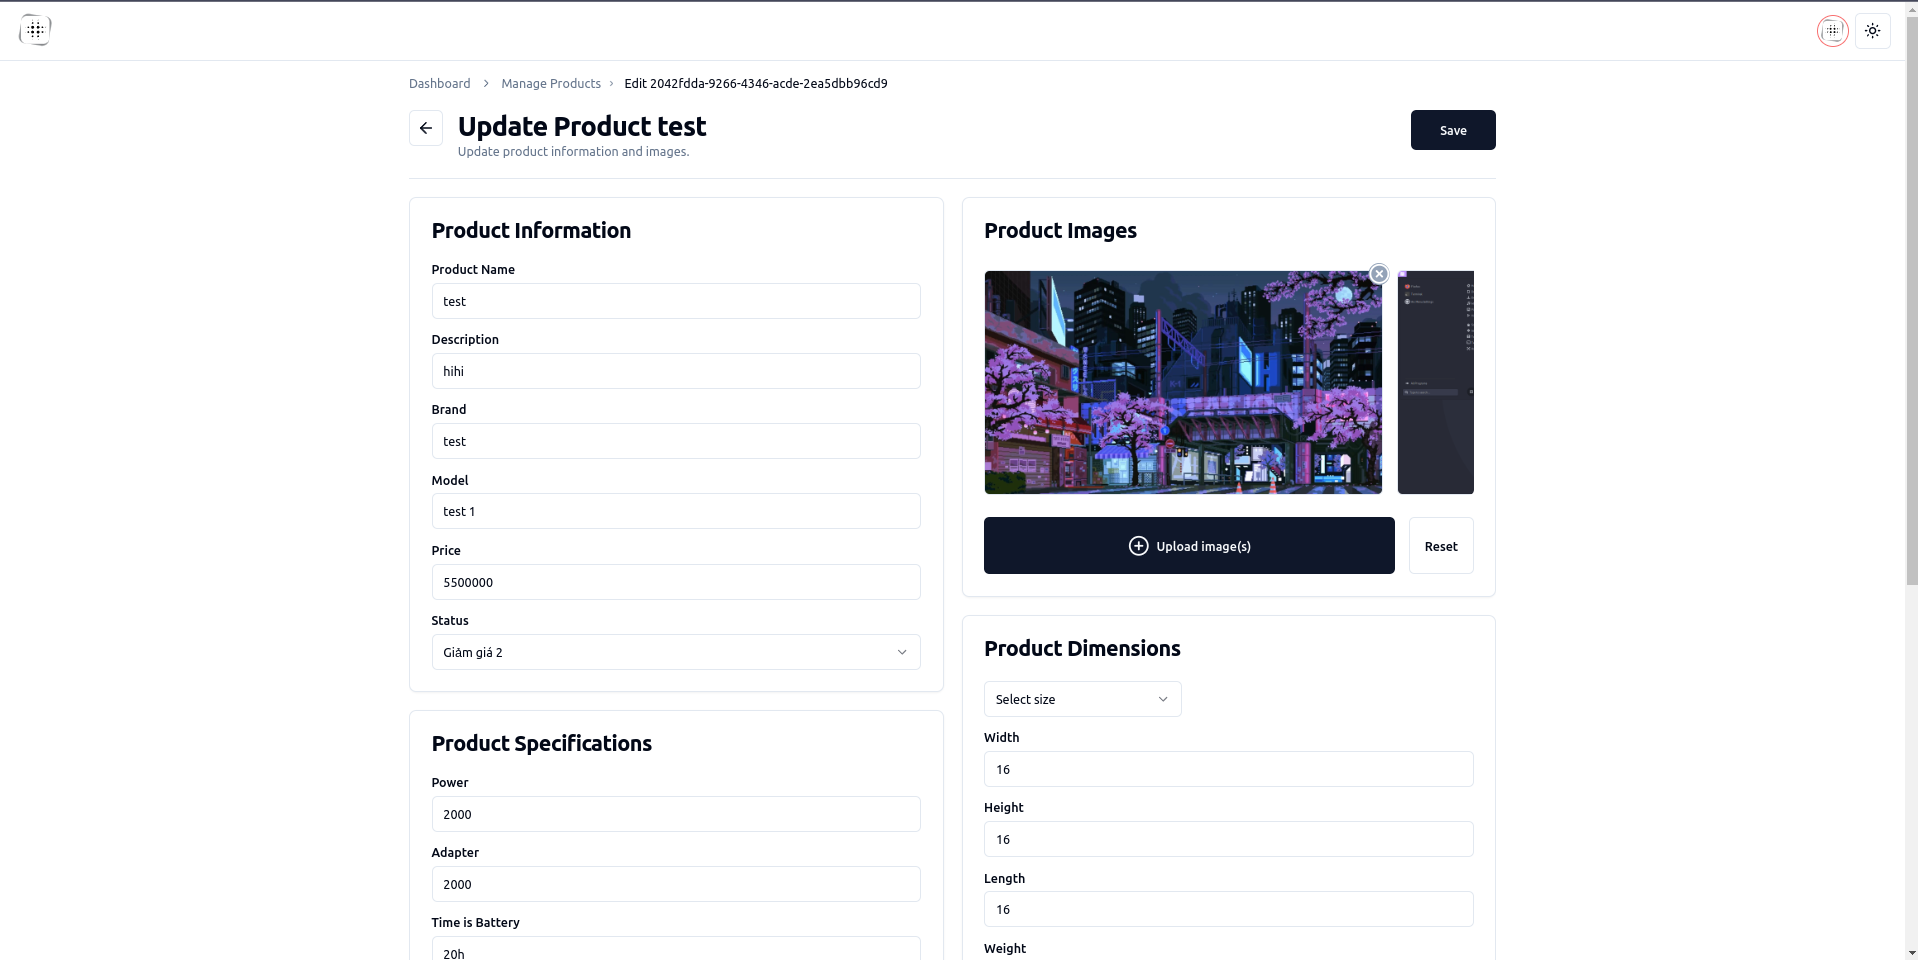 Dashboard > Manage Products > Edit 2042fdda-9266-4346-acde-2ea5dbb96cd9
Update Product test
Update product information and images.
Save
Product Information
Product Name
test
Description
hihi
Brand
test
Model
test 1
Price
5500000
Status
Giảm giá 2
Product Specifications
Power
2000
Adapter
2000
Time is Battery
20h
Product Images
Upload image(s)
Reset
Product Dimensions
Select size
Width
16
Height
16
Length
16
Weight